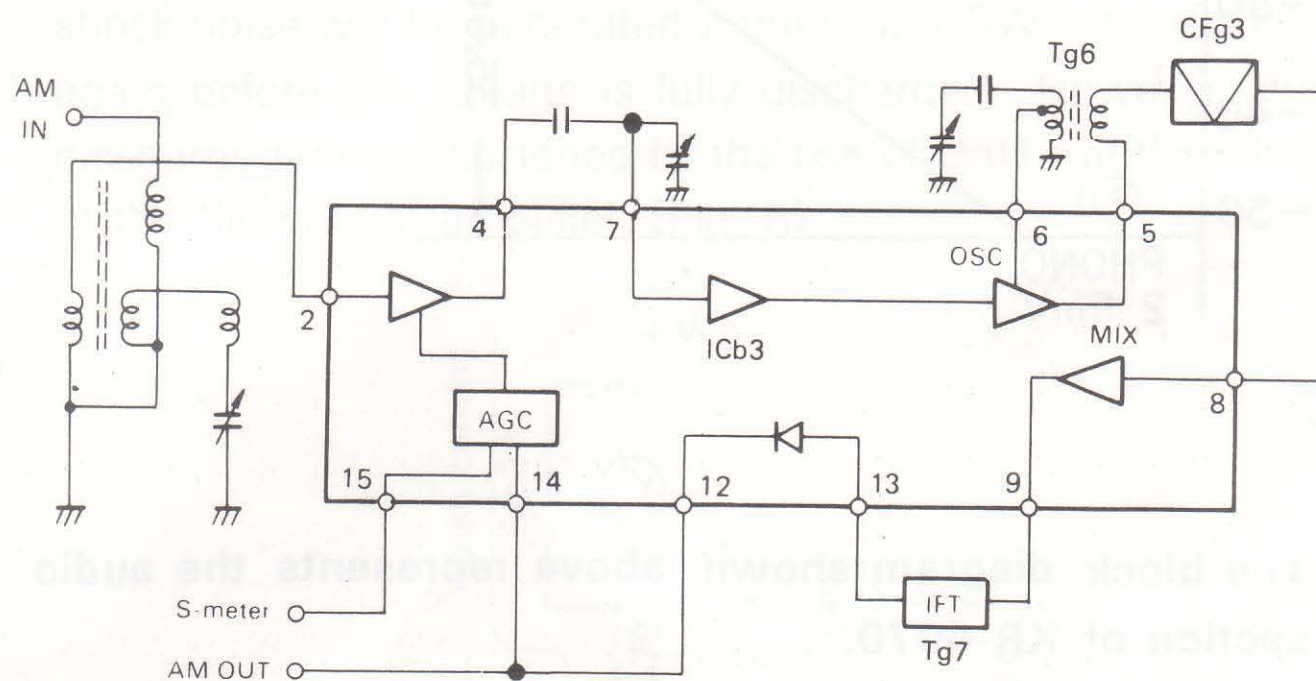 CFg3
Tg6
AM
IN
4
7
6
5
OSC
2
ICb3
MIX
8
AGC
15
14
12
13
9
S-meter
IFT
Tg7
AM OUT
The block diagram shown above represents the audio
section of KR-